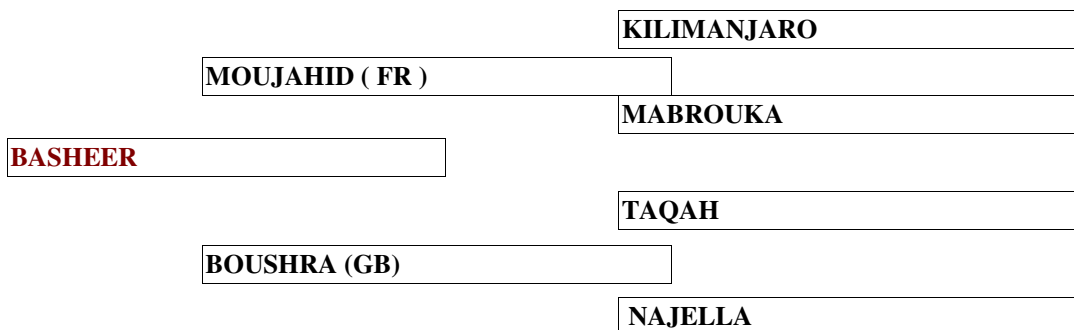 KILIMANJARO
MOUJAHID ( FR )
MABROUKA
BASHEER
TAQAH
BOUSHRA (GB)
NAJELLA